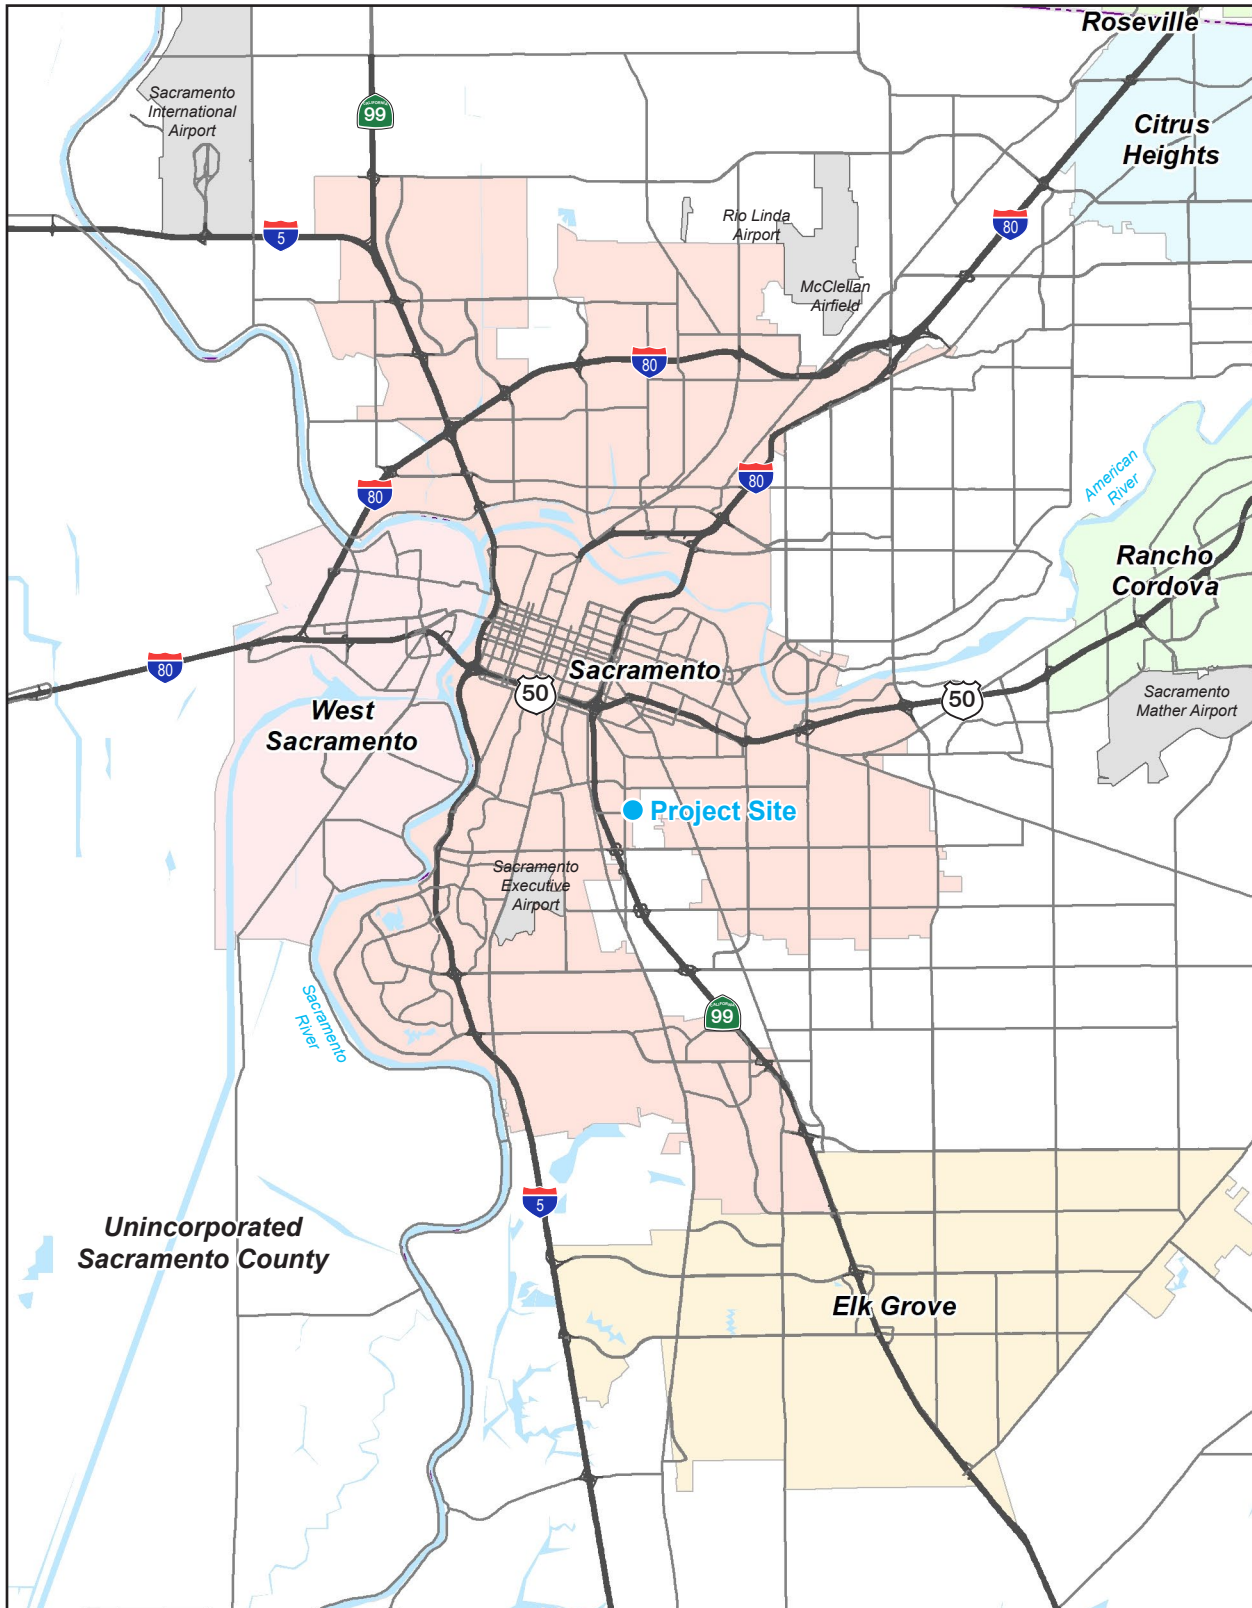 Roseville
Sacramento
International
Airport
CALIFORNIA
99
Citrus
Heights
Rio Linda
Airport
80
5
McClellan
Airfield
80
80
80
American
River
Rancho
Cordova
80
Sacramento
50
50
Sacramento
Mather Airport
West
Sacramento
Project Site
Sacramento
Executive
Airport
Sacramento
River
CALIFORNIA
99
5
Unincorporated
Sacramento County
Elk Grove